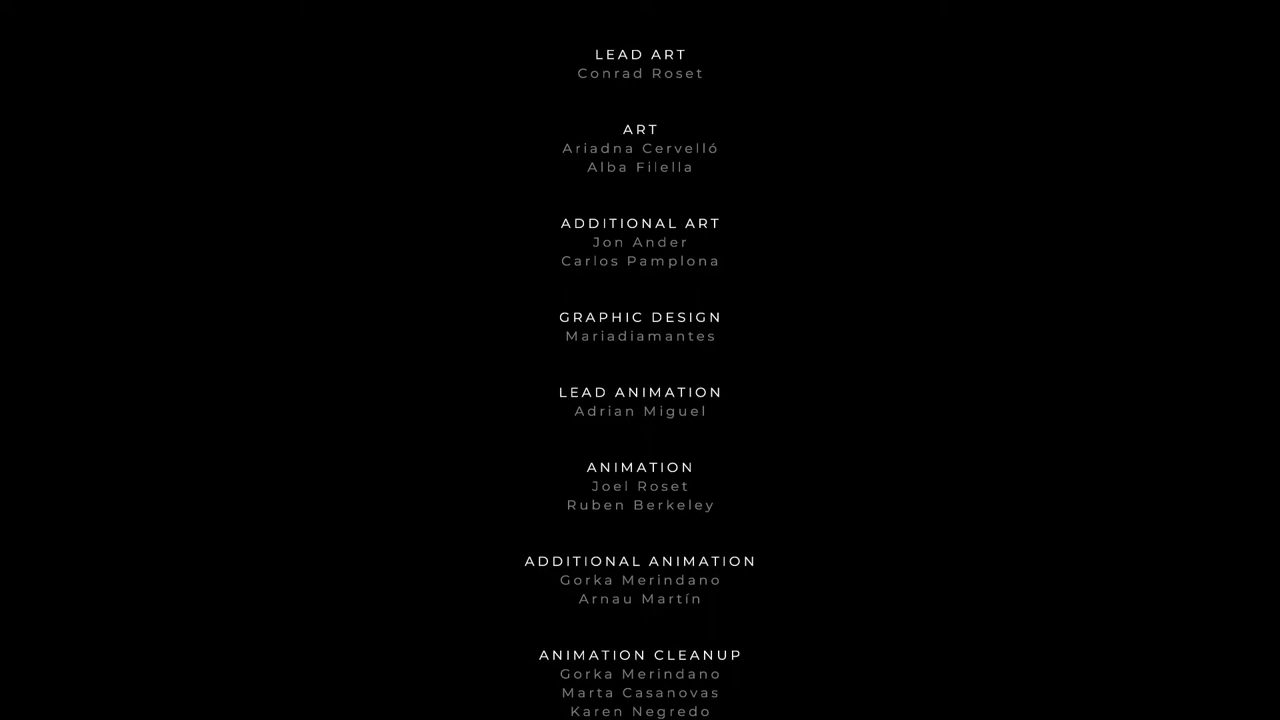 LEAD ART
Conrad Roset
ART
Ariadna Cervelló
Alba Filella
ADDITIONAL ART
Jon Ander
Carlos Pamplona
GRAPHIC DESIGN
Mariadiamantes
LEAD ANIMATION
Adrian Miguel
ANIMATION
Joel Roset
Ruben Berkeley
ADDITIONAL ANIMATION
Gorka Merindano
Arnau Martín
ANIMATION CLEANUP
Gorka Merindano
Marta Casanovas
Karen Negredo